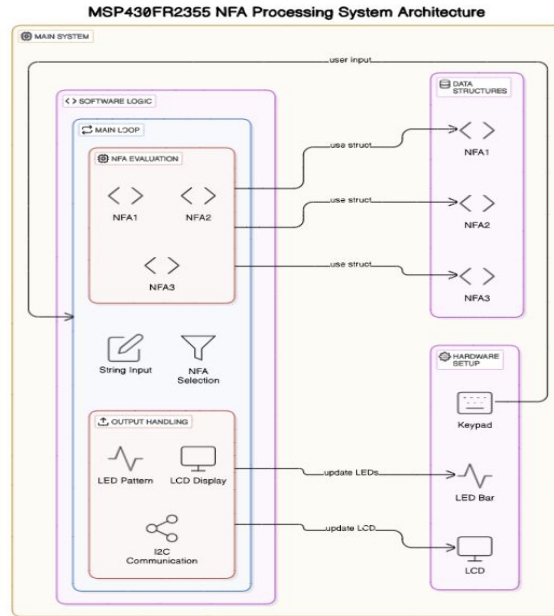 MSP430FR2355 NFA Processing System Architecture
MAIN SYSTEM
user input
SOFTWARE LOGIC
DATA
STRUCTURES
MAIN LOOP
NFA EVALUATION
NFA1
NFA2
NFA3
use struct
use struct
use struct
NFA1
NFA2
NFA3
String Input
NFA
Selection
HARDWARE
SETUP
Keypad
OUTPUT HANDLING
LED Pattern
LCD Display
update LEDs
LED Bar
I2C
Communication
update LCD
LCD